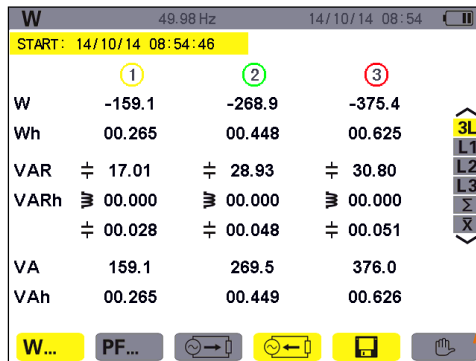 W 49.98 Hz 14/10/14 08:54
START: 14/10/14 08:54:46
1 2 3
W -159.1 -268.9 -375.4
Wh 00.265 00.448 00.625
VAR 17.01 28.93 30.80
VARh 00.000 00.000 00.000
00.028 00.048 00.051
VA 159.1 269.5 376.0
VAh 00.265 00.449 00.626
3L
L1
L2
L3
Σ
X̅
W... PF...